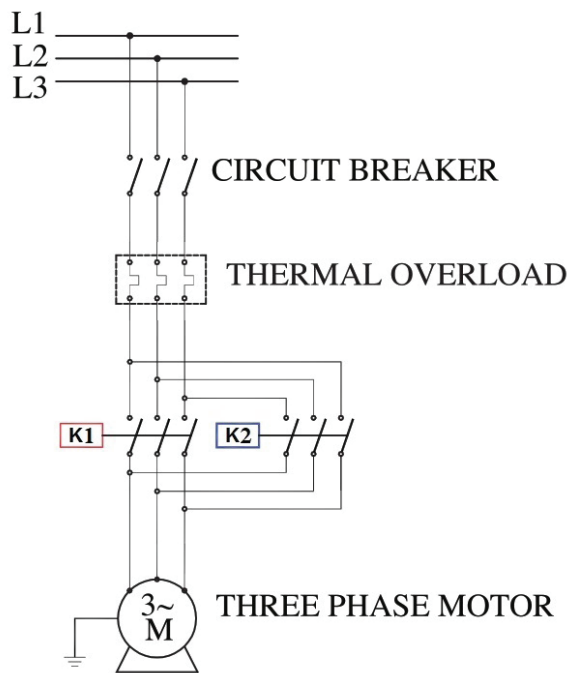 L1
L2
L3
CIRCUIT BREAKER
THERMAL OVERLOAD
K1
K2
3~
M
THREE PHASE MOTOR